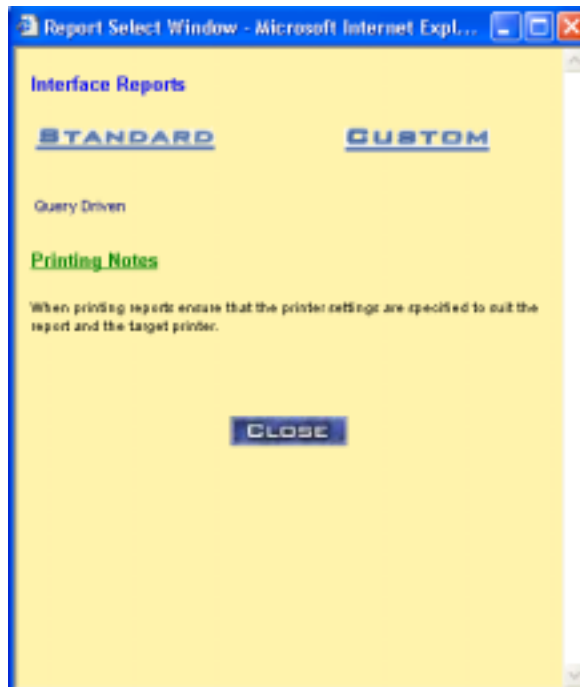 Report Select Window - Microsoft Internet Expl...
Interface Reports
STANDARD CUSTOM
Query Driven
Printing Notes
When printing reports ensure that the printer settings are specified to suit the
report and the target printer.
CLOSE